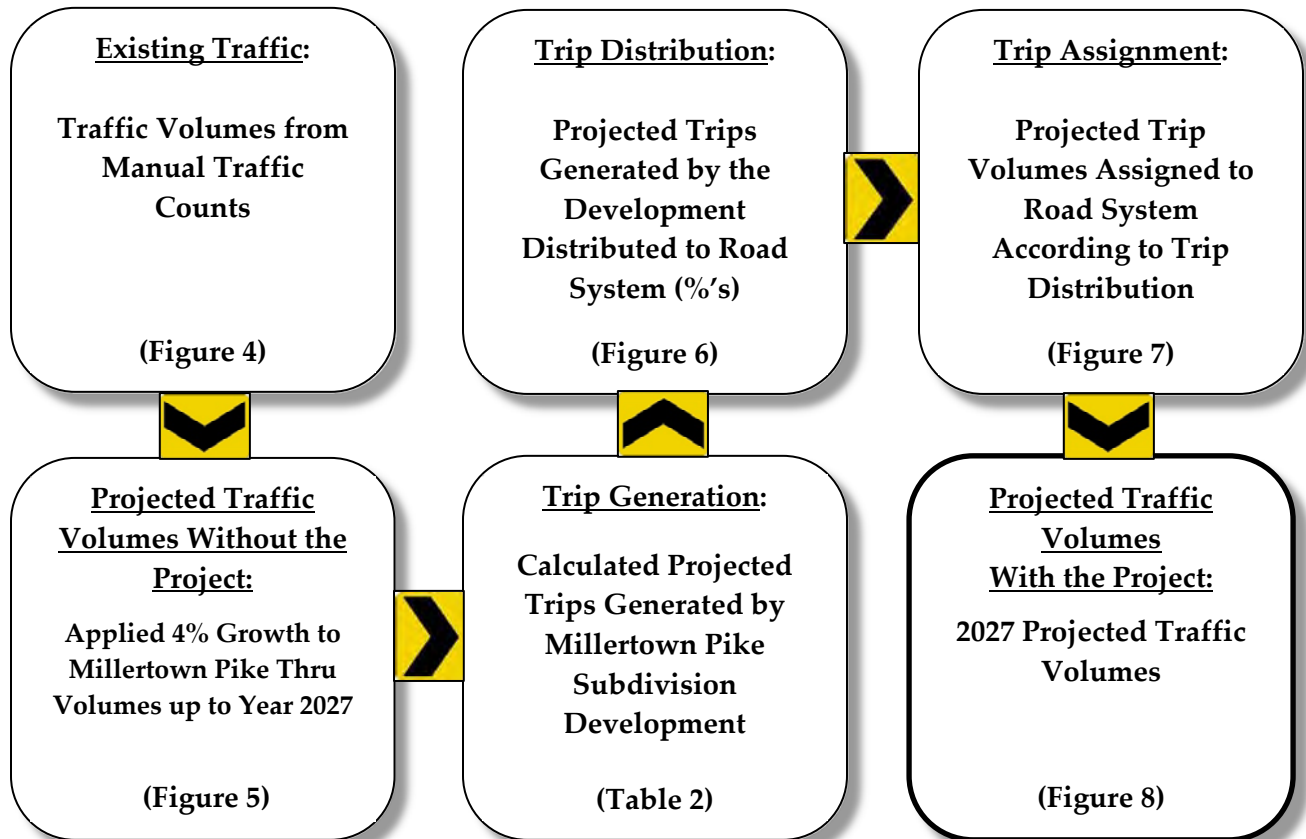 Existing Traffic:
Traffic Volumes from
Manual Traffic
Counts
(Figure 4)
Projected Traffic
Volumes Without the
Project:
Applied 4% Growth to
Millertown Pike Thru
Volumes up to Year 2027
(Figure 5)
Trip Generation:
Calculated Projected
Trips Generated by
Millertown Pike
Subdivision
Development
(Table 2)
Trip Distribution:
Projected Trips
Generated by the
Development
Distributed to Road
System (%’s)
(Figure 6)
Trip Assignment:
Projected Trip
Volumes Assigned to
Road System
According to Trip
Distribution
(Figure 7)
Projected Traffic
Volumes
With the Project:
2027 Projected Traffic
Volumes
(Figure 8)